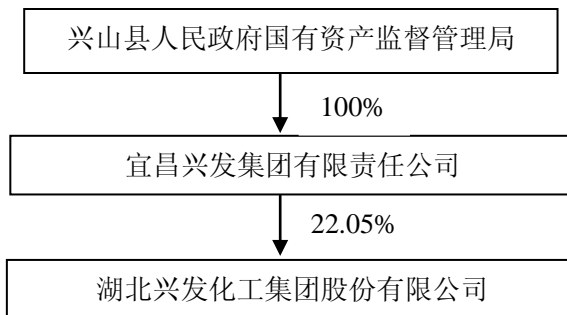 兴山县人民政府国有资产监督管理局
100%
宜昌兴发集团有限责任公司
22.05%
湖北兴发化工集团股份有限公司